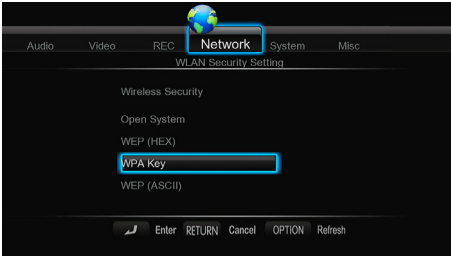 Audio Video REC Network System Misc
WLAN Security Setting
Wireless Security
Open System
WEP (HEX)
WPA Key
WEP (ASCII)
Enter RETURN Cancel OPTION Refresh